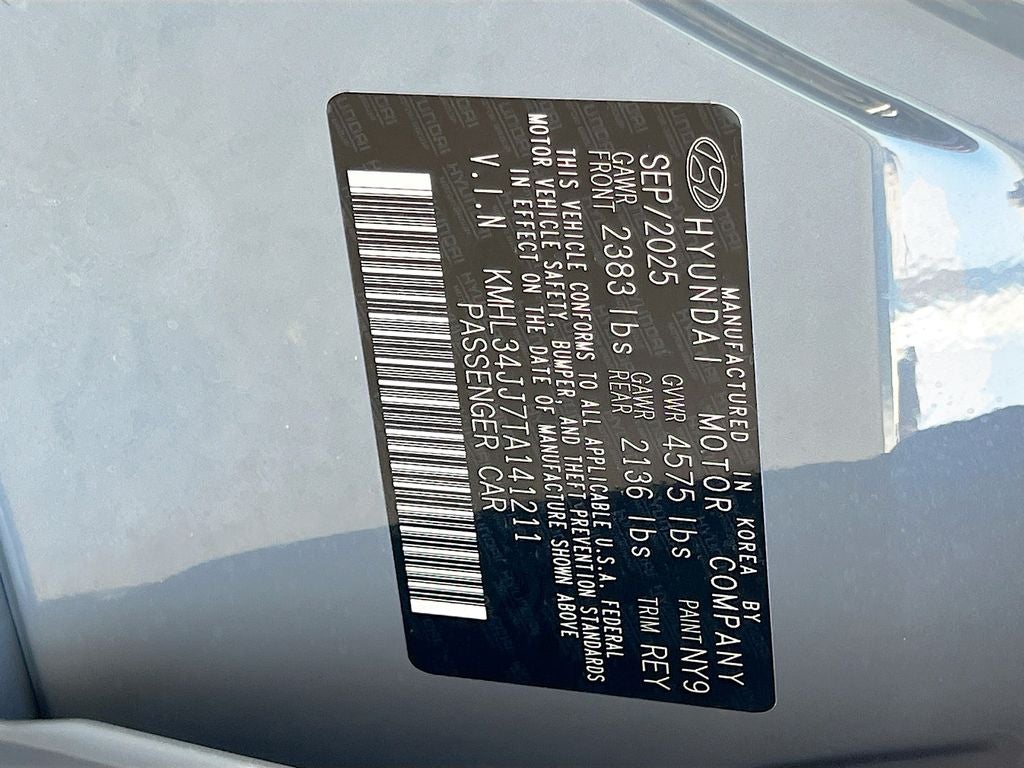 MANUFACTURED IN KOREA BY
HYUNDAI MOTOR COMPANY
SEP/2025 GVWR 4575 lbs PAINT NY9
GAWR FRONT 2383 lbs GAWR REAR 2136 lbs TRIM REY
THIS VEHICLE CONFORMS TO ALL APPLICABLE U.S.A. FEDERAL
MOTOR VEHICLE SAFETY, BUMPER, AND THEFT PREVENTION STANDARDS
IN EFFECT ON THE DATE OF MANUFACTURE SHOWN ABOVE
V.I.N KMHL34JJ7TA141211
PASSENGER CAR